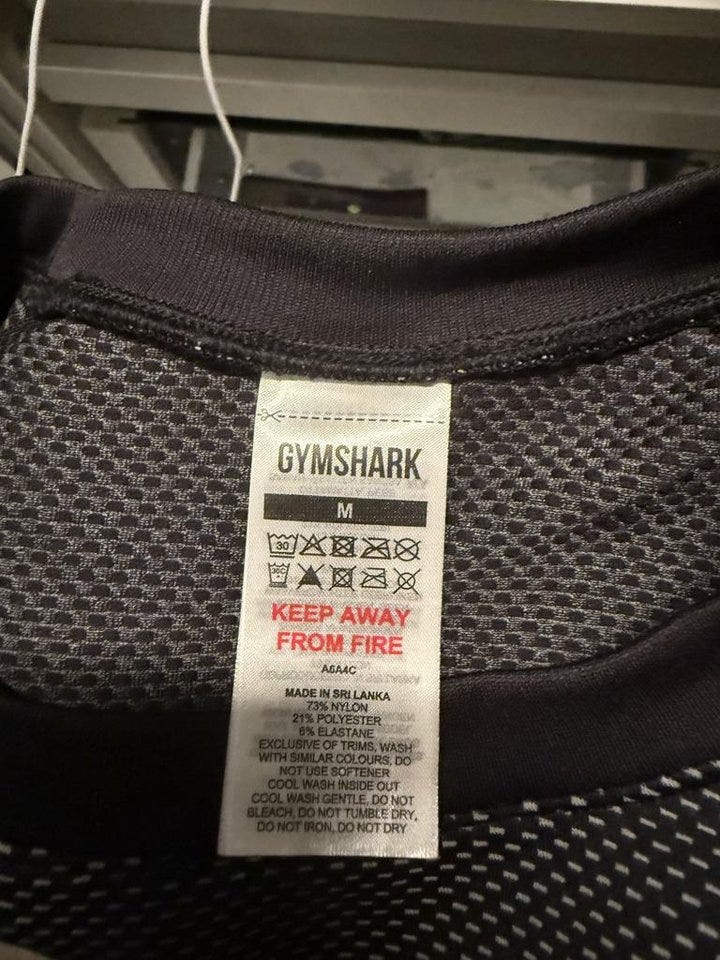 GYMSHARK
M
30
30C
KEEP AWAY
FROM FIRE
A6A4C
MADE IN SRI LANKA
73% NYLON
21% POLYESTER
6% ELASTANE
EXCLUSIVE OF TRIMS, WASH
WITH SIMILAR COLOURS, DO
NOT USE SOFTENER
COOL WASH INSIDE OUT
COOL WASH GENTLE, DO NOT
BLEACH, DO NOT TUMBLE DRY,
DO NOT IRON, DO NOT DRY